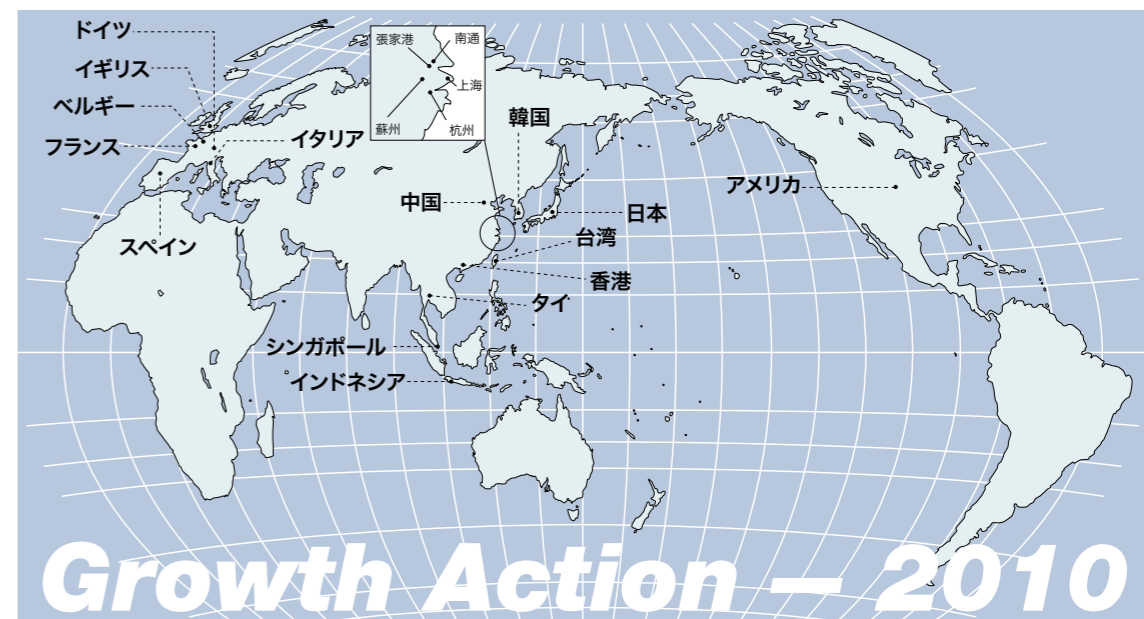 ドイツ
イギリス
ベルギー
フランス
イタリア
スペイン
張家港
南通
上海
蘇州
杭州
韓国
中国
日本
台湾
香港
タイ
シンガポール
インドネシア
アメリカ
Growth Action — 2010